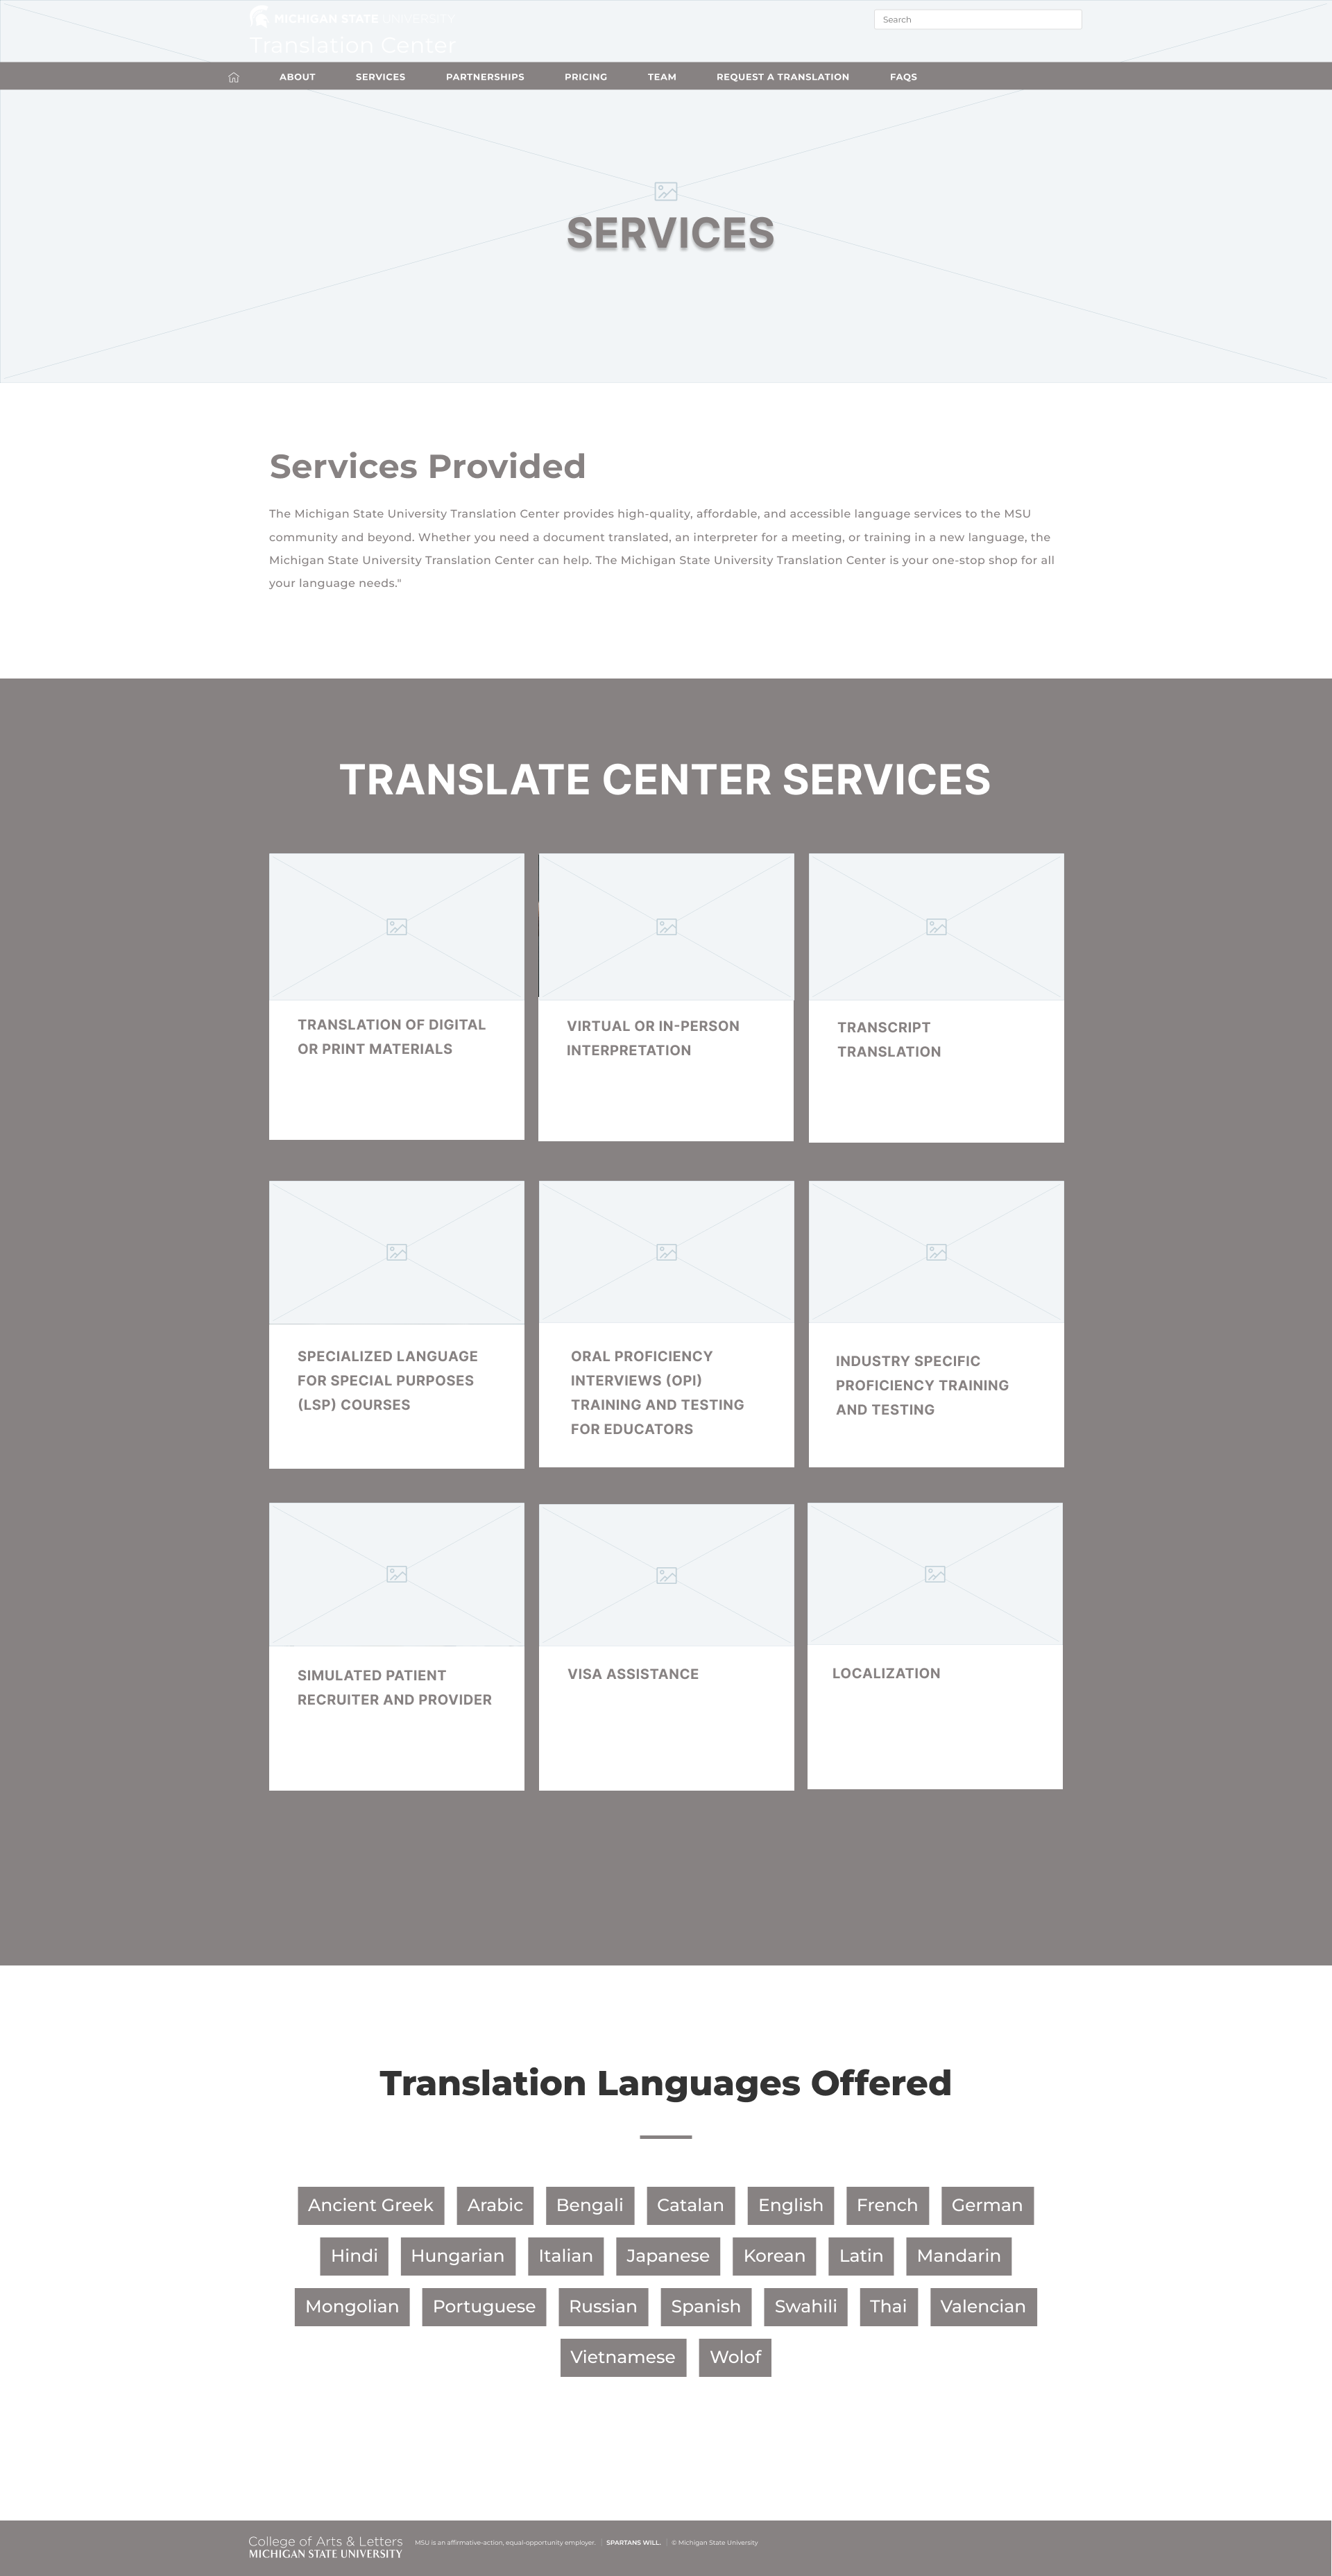 MICHIGAN STATE UNIVERSITY
Translation Center
Search
ABOUT SERVICES PARTNERSHIPS PRICING TEAM REQUEST A TRANSLATION FAQS
SERVICES
Services Provided
The Michigan State University Translation Center provides high-quality, affordable, and accessible language services to the MSU
community and beyond. Whether you need a document translated, an interpreter for a meeting, or training in a new language, the
Michigan State University Translation Center can help. The Michigan State University Translation Center is your one-stop shop for all
your language needs."
TRANSLATE CENTER SERVICES
TRANSLATION OF DIGITAL
OR PRINT MATERIALS
VIRTUAL OR IN-PERSON
INTERPRETATION
TRANSCRIPT
TRANSLATION
SPECIALIZED LANGUAGE
FOR SPECIAL PURPOSES
(LSP) COURSES
ORAL PROFICIENCY
INTERVIEWS (OPI)
TRAINING AND TESTING
FOR EDUCATORS
INDUSTRY SPECIFIC
PROFICIENCY TRAINING
AND TESTING
SIMULATED PATIENT
RECRUITER AND PROVIDER
VISA ASSISTANCE
LOCALIZATION
Translation Languages Offered
Ancient Greek Arabic Bengali Catalan English French German
Hindi Hungarian Italian Japanese Korean Latin Mandarin
Mongolian Portuguese Russian Spanish Swahili Thai Valencian
Vietnamese Wolof
College of Arts & Letters
MICHIGAN STATE UNIVERSITY
MSU is an affirmative-action, equal-opportunity employer. | SPARTANS WILL. | © Michigan State University